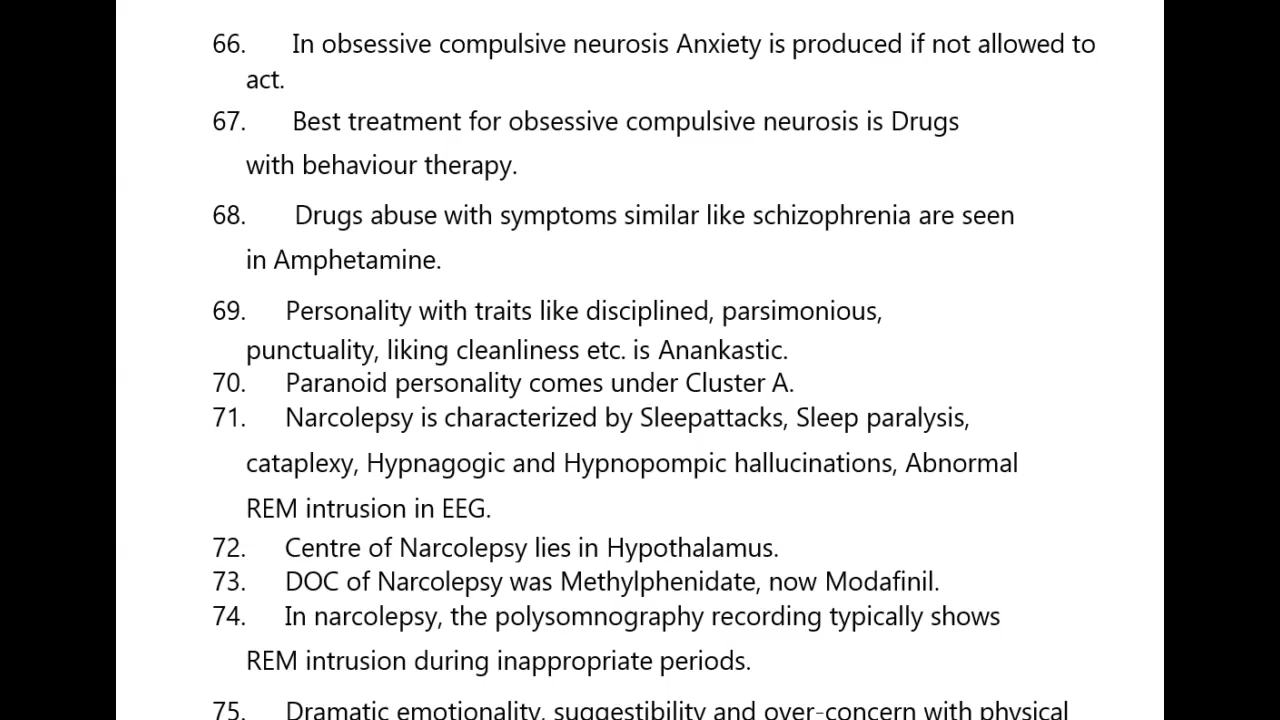 66. In obsessive compulsive neurosis Anxiety is produced if not allowed to
act.
67. Best treatment for obsessive compulsive neurosis is Drugs
with behaviour therapy.
68. Drugs abuse with symptoms similar like schizophrenia are seen
in Amphetamine.
69. Personality with traits like disciplined, parsimonious,
punctuality, liking cleanliness etc. is Anankastic.
70. Paranoid personality comes under Cluster A.
71. Narcolepsy is characterized by Sleepattacks, Sleep paralysis,
cataplexy, Hypnagogic and Hypnopompic hallucinations, Abnormal
REM intrusion in EEG.
72. Centre of Narcolepsy lies in Hypothalamus.
73. DOC of Narcolepsy was Methylphenidate, now Modafinil.
74. In narcolepsy, the polysomnography recording typically shows
REM intrusion during inappropriate periods.
75. Dramatic emotionality, suggestibility and over-concern with physical